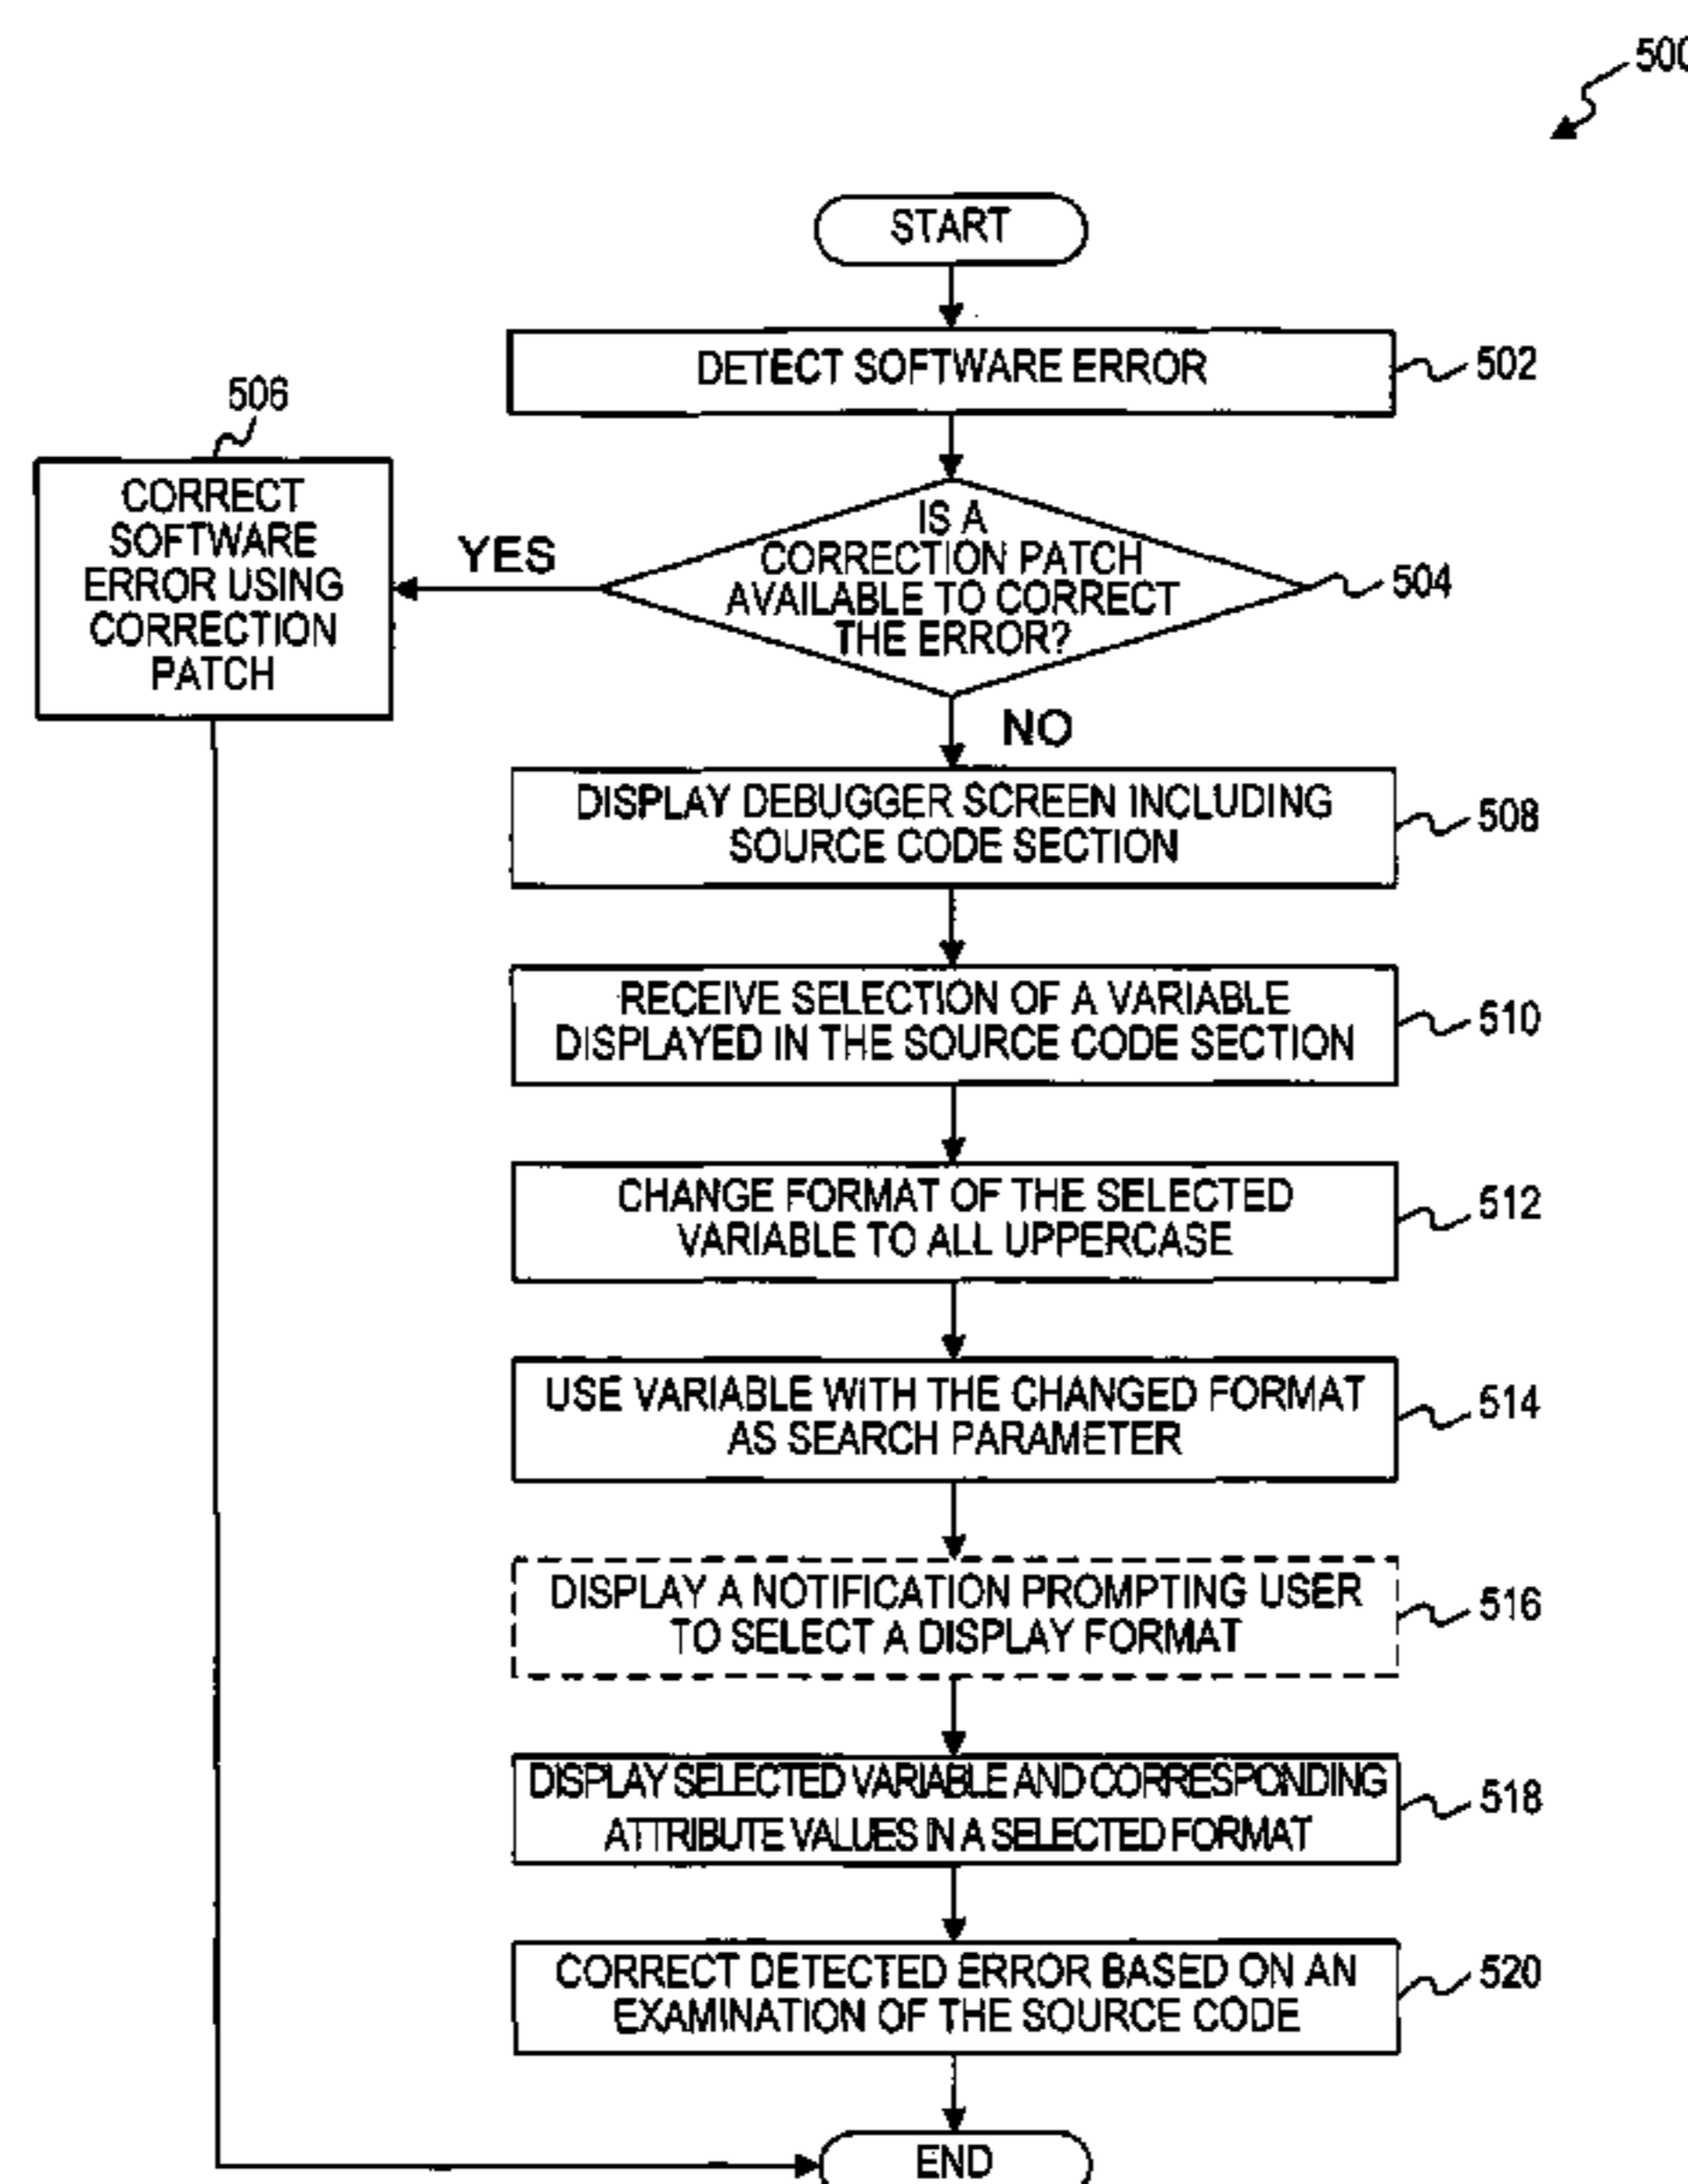 500
START
DETECT SOFTWARE ERROR
502
506
CORRECT
SOFTWARE
ERROR USING
CORRECTION
PATCH
YES
IS A
CORRECTION PATCH
AVAILABLE TO CORRECT
THE ERROR?
504
NO
DISPLAY DEBUGGER SCREEN INCLUDING
SOURCE CODE SECTION
508
RECEIVE SELECTION OF A VARIABLE
DISPLAYED IN THE SOURCE CODE SECTION
510
CHANGE FORMAT OF THE SELECTED
VARIABLE TO ALL UPPERCASE
512
USE VARIABLE WITH THE CHANGED FORMAT
AS SEARCH PARAMETER
514
DISPLAY A NOTIFICATION PROMPTING USER
TO SELECT A DISPLAY FORMAT
516
DISPLAY SELECTED VARIABLE AND CORRESPONDING
ATTRIBUTE VALUES IN A SELECTED FORMAT
518
CORRECT DETECTED ERROR BASED ON AN
EXAMINATION OF THE SOURCE CODE
520
END